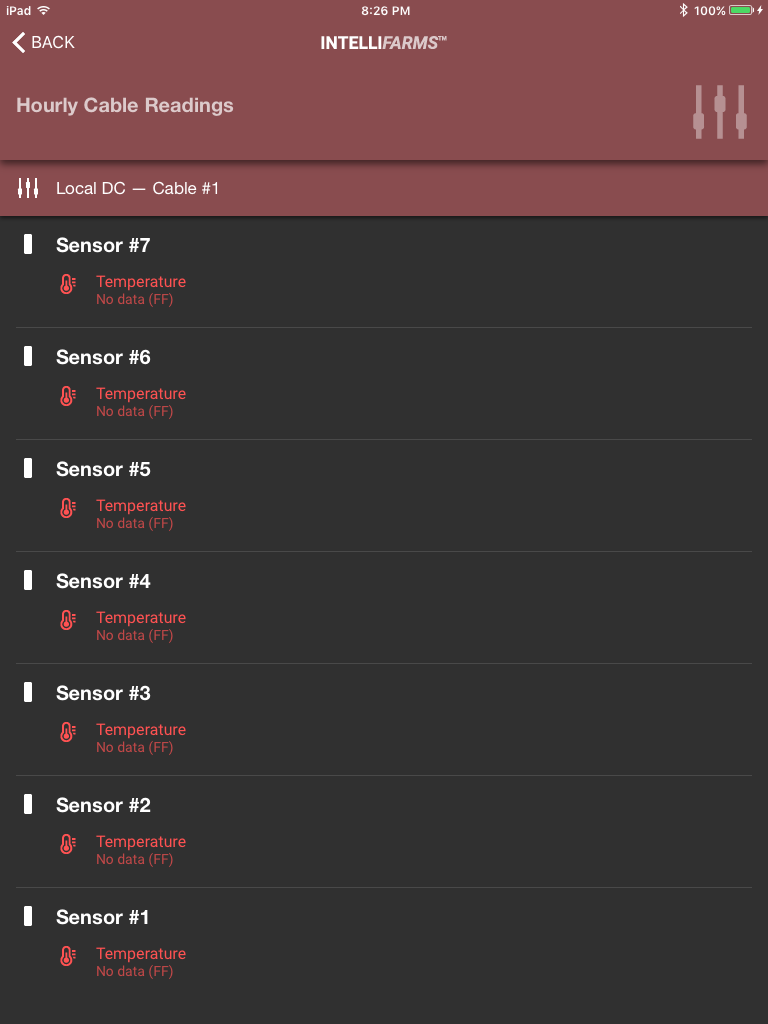 iPad 8:26 PM 100%
BACK INTELLIFARMS™
Hourly Cable Readings
Local DC — Cable #1
Sensor #7
Temperature
No data (FF)
Sensor #6
Temperature
No data (FF)
Sensor #5
Temperature
No data (FF)
Sensor #4
Temperature
No data (FF)
Sensor #3
Temperature
No data (FF)
Sensor #2
Temperature
No data (FF)
Sensor #1
Temperature
No data (FF)